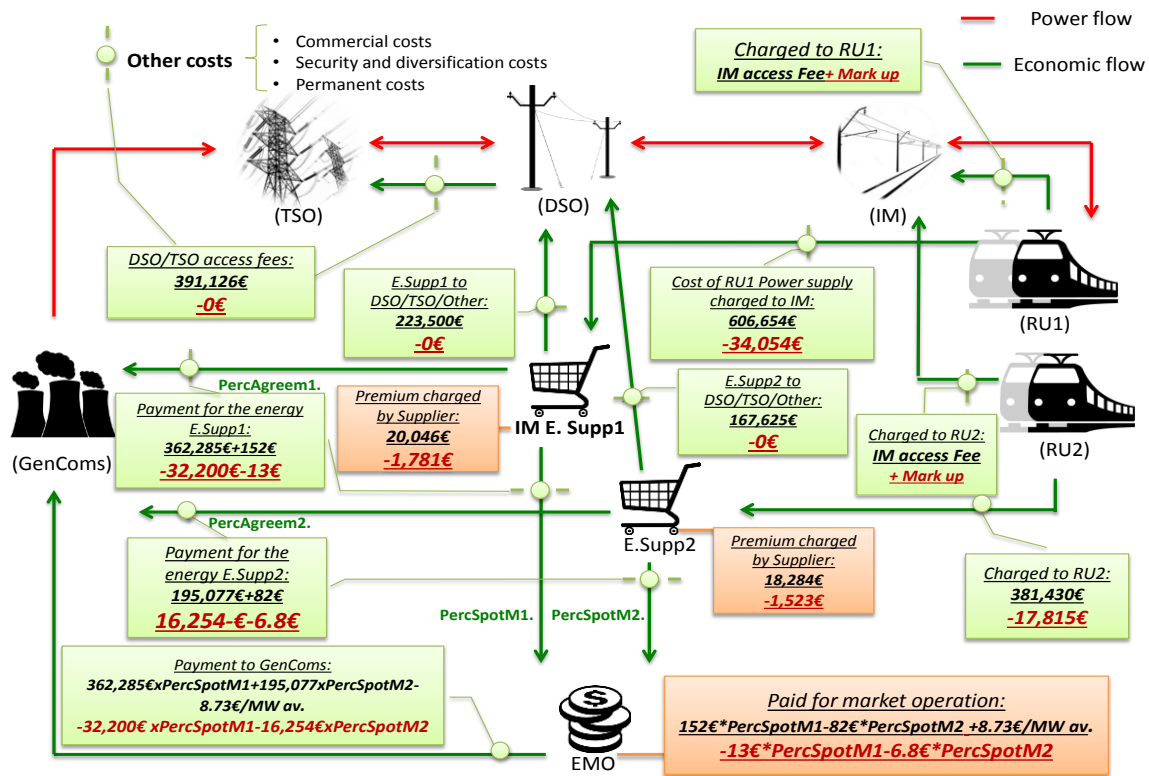 Power flow
Economic flow
Other costs
• Commercial costs
• Security and diversification costs
• Permanent costs
Charged to RU1:
IM access Fee+ Mark up
(TSO)
(DSO)
(IM)
(RU1)
DSO/TSO access fees:
391,126€
-0€
E.Supp1 to
DSO/TSO/Other:
223,500€
-0€
Cost of RU1 Power supply
charged to IM:
606,654€
-34,054€
(GenComs)
PercAgreem1.
Payment for the energy
E.Supp1:
362,285€+152€
-32,200€-13€
Premium charged
by Supplier:
20,046€
-1,781€
IM E. Supp1
E.Supp2 to
DSO/TSO/Other:
167,625€
-0€
Charged to RU2:
IM access Fee
+ Mark up
(RU2)
PercAgreem2.
Payment for the
energy E.Supp2:
195,077€+82€
16,254-€-6.8€
E.Supp2
Premium charged
by Supplier:
18,284€
-1,523€
Charged to RU2:
381,430€
-17,815€
PercSpotM1.
PercSpotM2.
Payment to GenComs:
362,285€xPercSpotM1+195,077xPercSpotM2-
8.73€/MW av.
-32,200€ xPercSpotM1-16,254€xPercSpotM2
EMO
Paid for market operation:
152€*PercSpotM1-82€*PercSpotM2 +8.73€/MW av.
-13€*PercSpotM1-6.8€*PercSpotM2